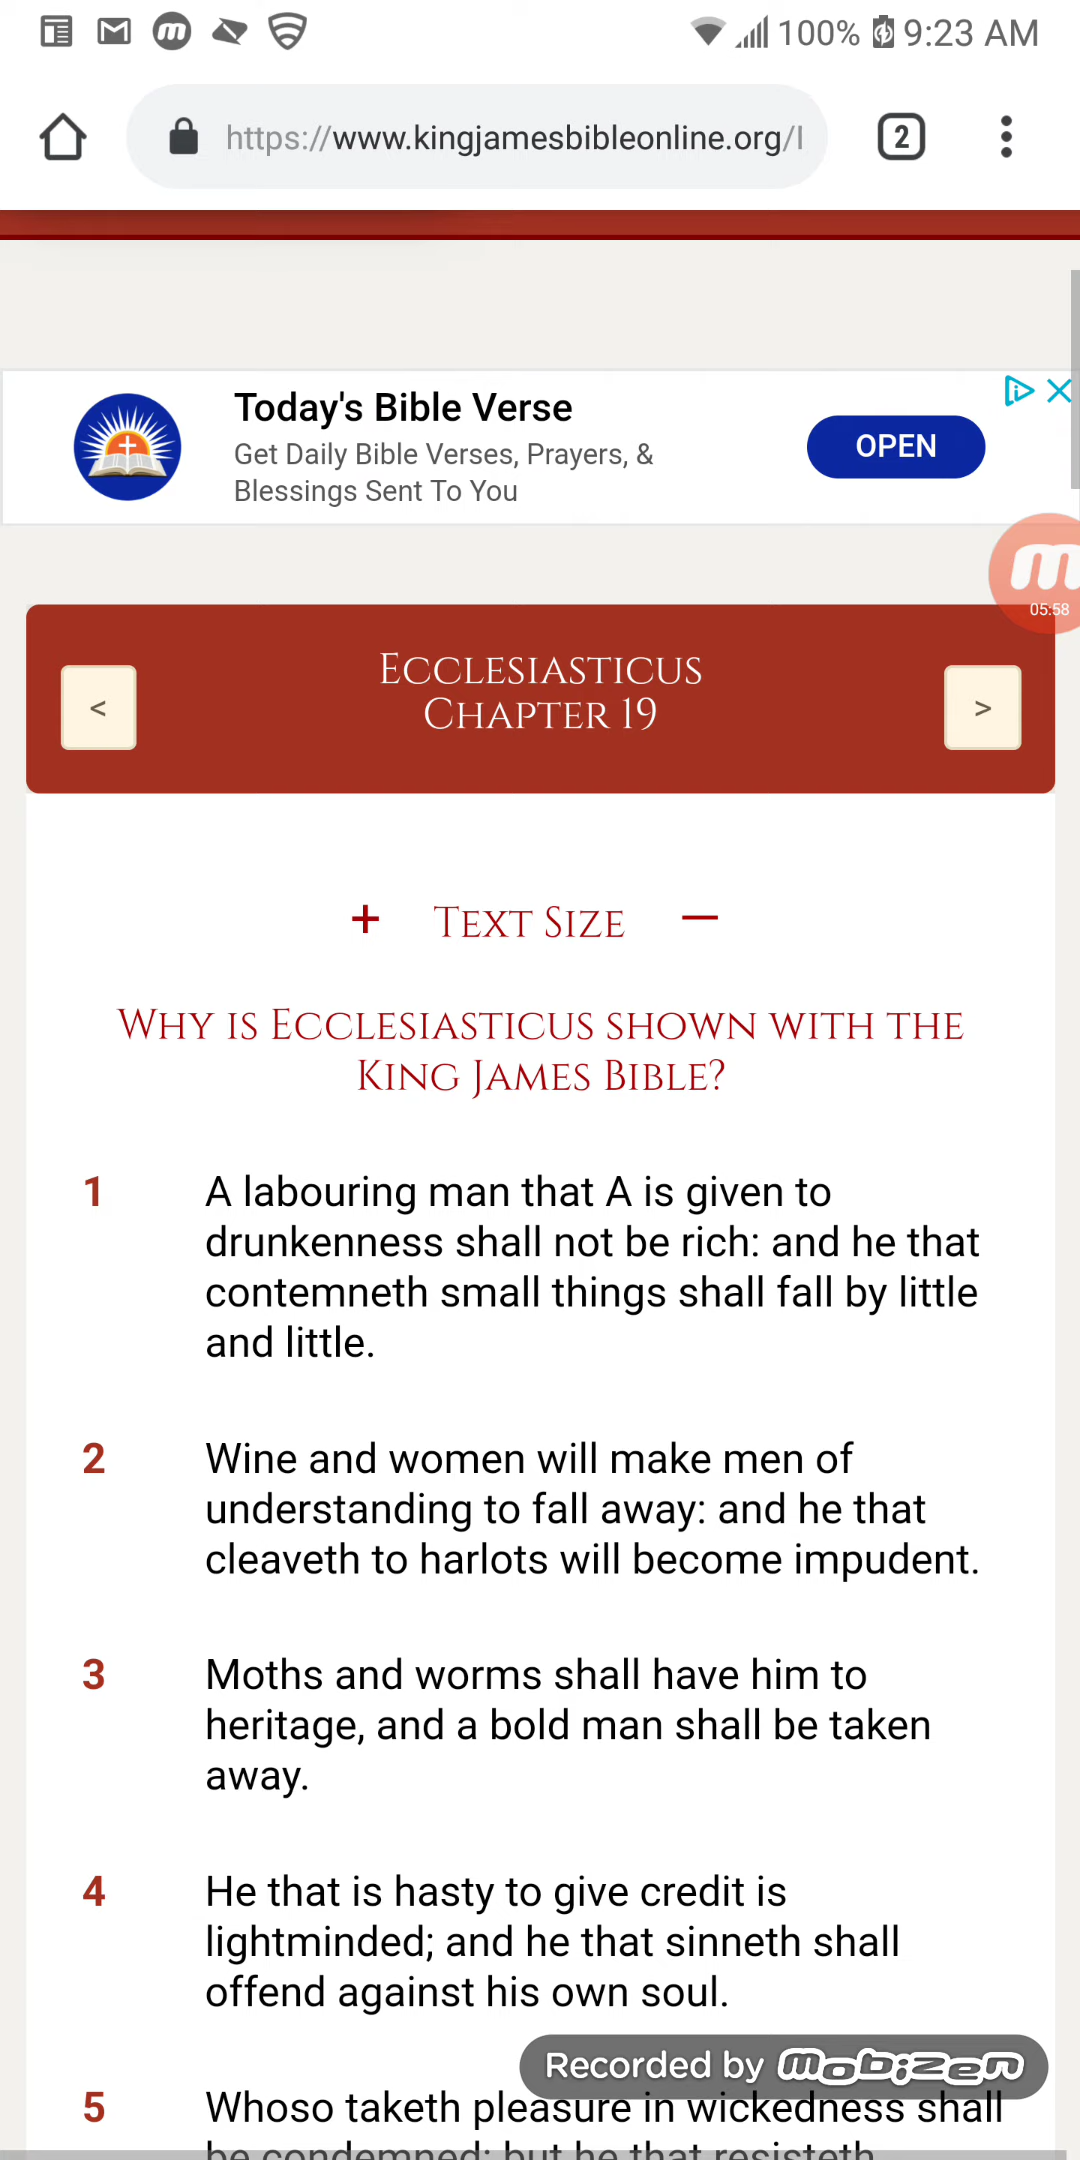 100% 9:23 AM
https://www.kingjamesbibleonline.org/
2
Today's Bible Verse
Get Daily Bible Verses, Prayers, &
Blessings Sent To You
OPEN
m
05:58
<
Ecclesiasticus
Chapter 19
>
+ Text Size −
Why is Ecclesiasticus shown with the
King James Bible?
1 A labouring man that A is given to
drunkenness shall not be rich: and he that
contemneth small things shall fall by little
and little.
2 Wine and women will make men of
understanding to fall away: and he that
cleaveth to harlots will become impudent.
3 Moths and worms shall have him to
heritage, and a bold man shall be taken
away.
4 He that is hasty to give credit is
lightminded; and he that sinneth shall
offend against his own soul.
Recorded by mobizen
5 Whoso taketh pleasure in wickedness shall
be condemned: but he that resisteth